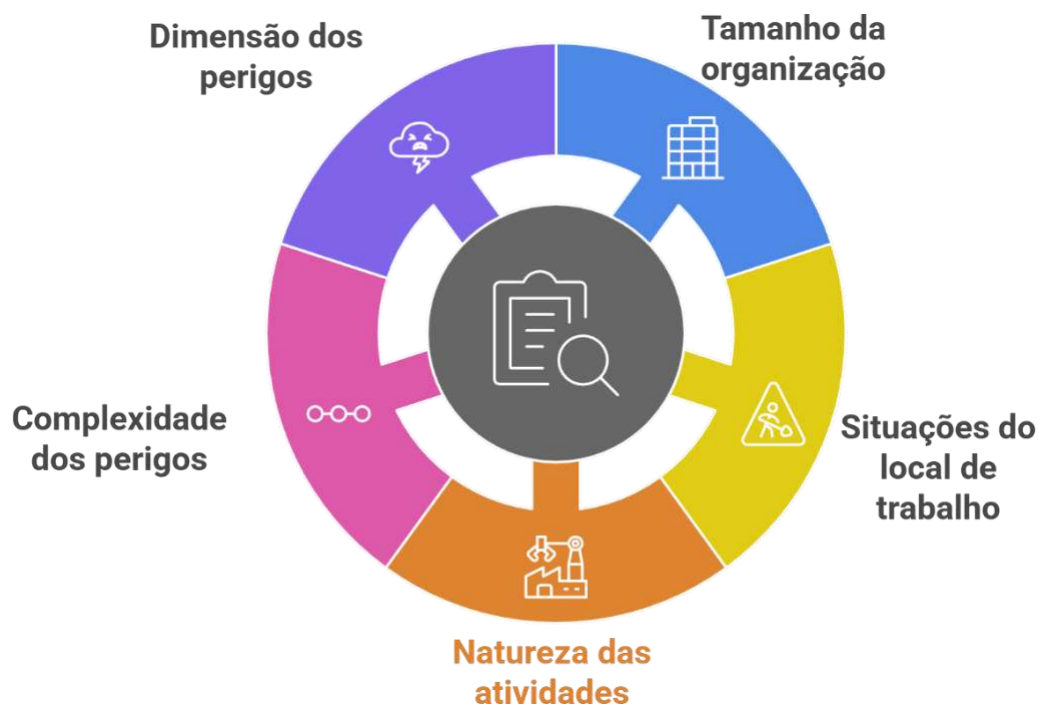 Dimensão dos
perigos
Tamanho da
organização
Complexidade
dos perigos
Situações do
local de
trabalho
Natureza das
atividades